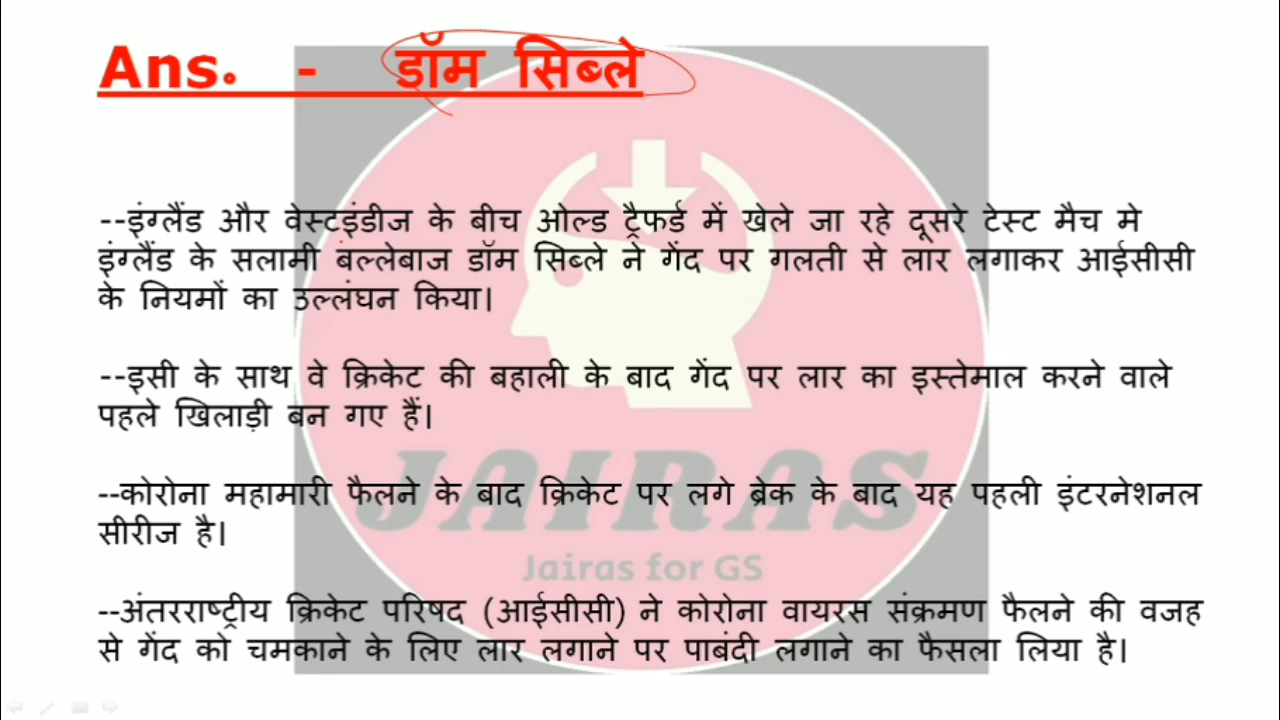 Ans. - डॉम सिब्ले
--इंग्लैंड और वेस्टइंडीज के बीच ओल्ड ट्रैफर्ड में खेले जा रहे दूसरे टेस्ट मैच मे
इंग्लैंड के सलामी बल्लेबाज डॉम सिब्ले ने गेंद पर गलती से लार लगाकर आईसीसी
के नियमों का उल्लंघन किया।
--इसी के साथ वे क्रिकेट की बहाली के बाद गेंद पर लार का इस्तेमाल करने वाले
पहले खिलाड़ी बन गए हैं।
--कोरोना महामारी फैलने के बाद क्रिकेट पर लगे ब्रेक के बाद यह पहली इंटरनेशनल
सीरीज है।
JAIRAS
Jairas for GS
--अंतरराष्ट्रीय क्रिकेट परिषद (आईसीसी) ने कोरोना वायरस संक्रमण फैलने की वजह
से गेंद को चमकाने के लिए लार लगाने पर पाबंदी लगाने का फैसला लिया है।